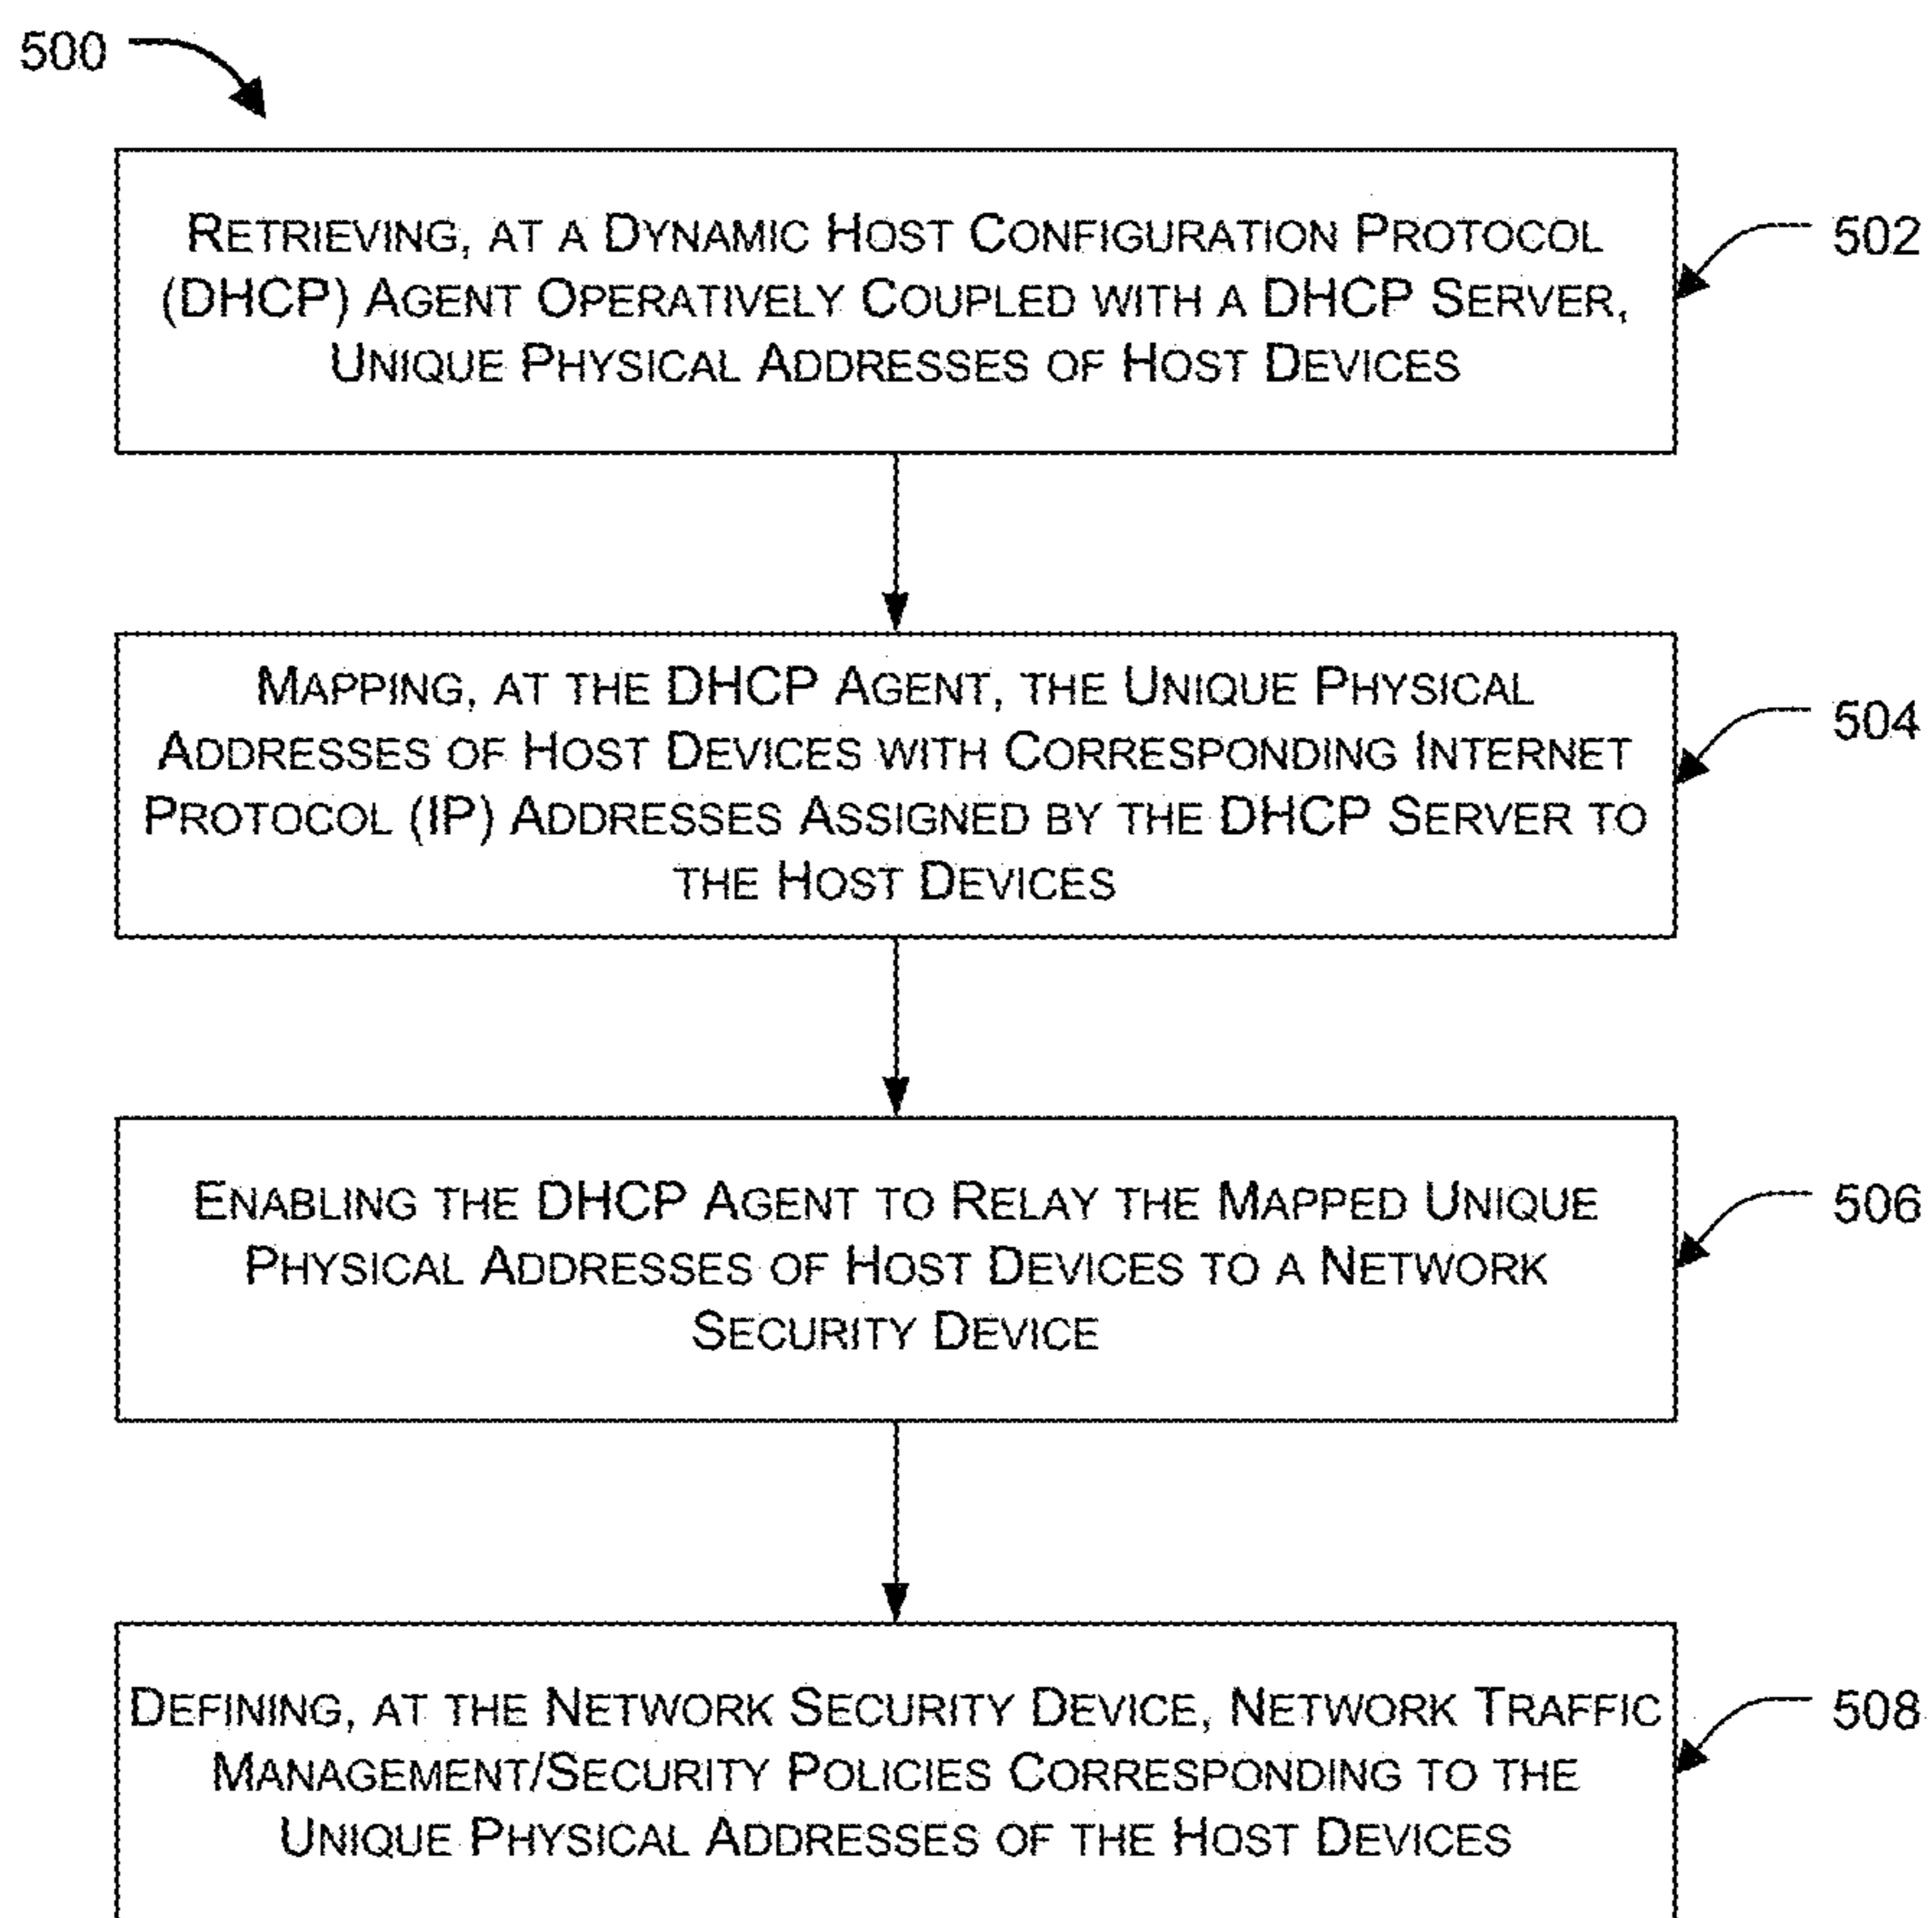 500
RETRIEVING, AT A DYNAMIC HOST CONFIGURATION PROTOCOL
(DHCP) AGENT OPERATIVELY COUPLED WITH A DHCP SERVER,
UNIQUE PHYSICAL ADDRESSES OF HOST DEVICES
502
MAPPING, AT THE DHCP AGENT, THE UNIQUE PHYSICAL
ADDRESSES OF HOST DEVICES WITH CORRESPONDING INTERNET
PROTOCOL (IP) ADDRESSES ASSIGNED BY THE DHCP SERVER TO
THE HOST DEVICES
504
ENABLING THE DHCP AGENT TO RELAY THE MAPPED UNIQUE
PHYSICAL ADDRESSES OF HOST DEVICES TO A NETWORK
SECURITY DEVICE
506
DEFINING, AT THE NETWORK SECURITY DEVICE, NETWORK TRAFFIC
MANAGEMENT/SECURITY POLICIES CORRESPONDING TO THE
UNIQUE PHYSICAL ADDRESSES OF THE HOST DEVICES
508